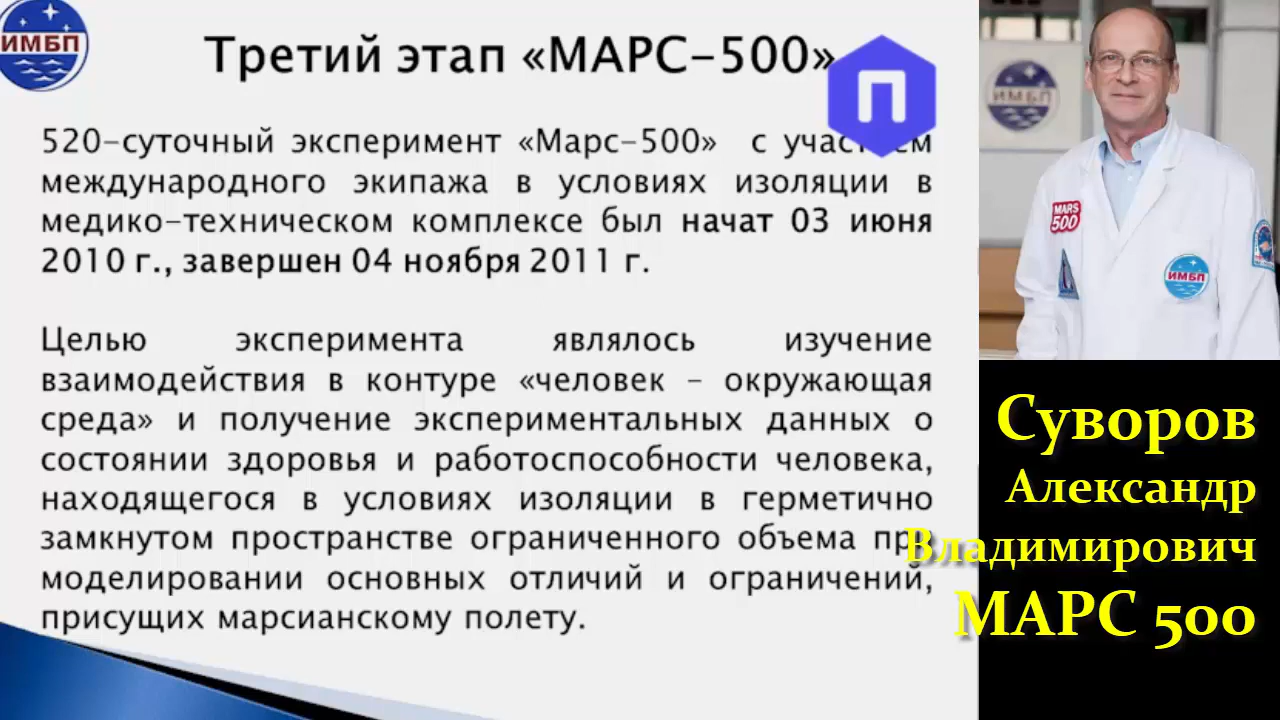 ИМБП
Третий этап «МАРС-500»
П
520-суточный эксперимент «Марс-500» с участием
международного экипажа в условиях изоляции в
медико-техническом комплексе был начат 03 июня
2010 г., завершен 04 ноября 2011 г.
Целью эксперимента являлось изучение
взаимодействия в контуре «человек – окружающая
среда» и получение экспериментальных данных о
состоянии здоровья и работоспособности человека,
находящегося в условиях изоляции в герметично
замкнутом пространстве ограниченного объема при
моделировании основных отличий и ограничений,
присущих марсианскому полету.
ИМБП
MARS
500
ИМБП
Суворов
Александр
Владимирович
МАРС 500